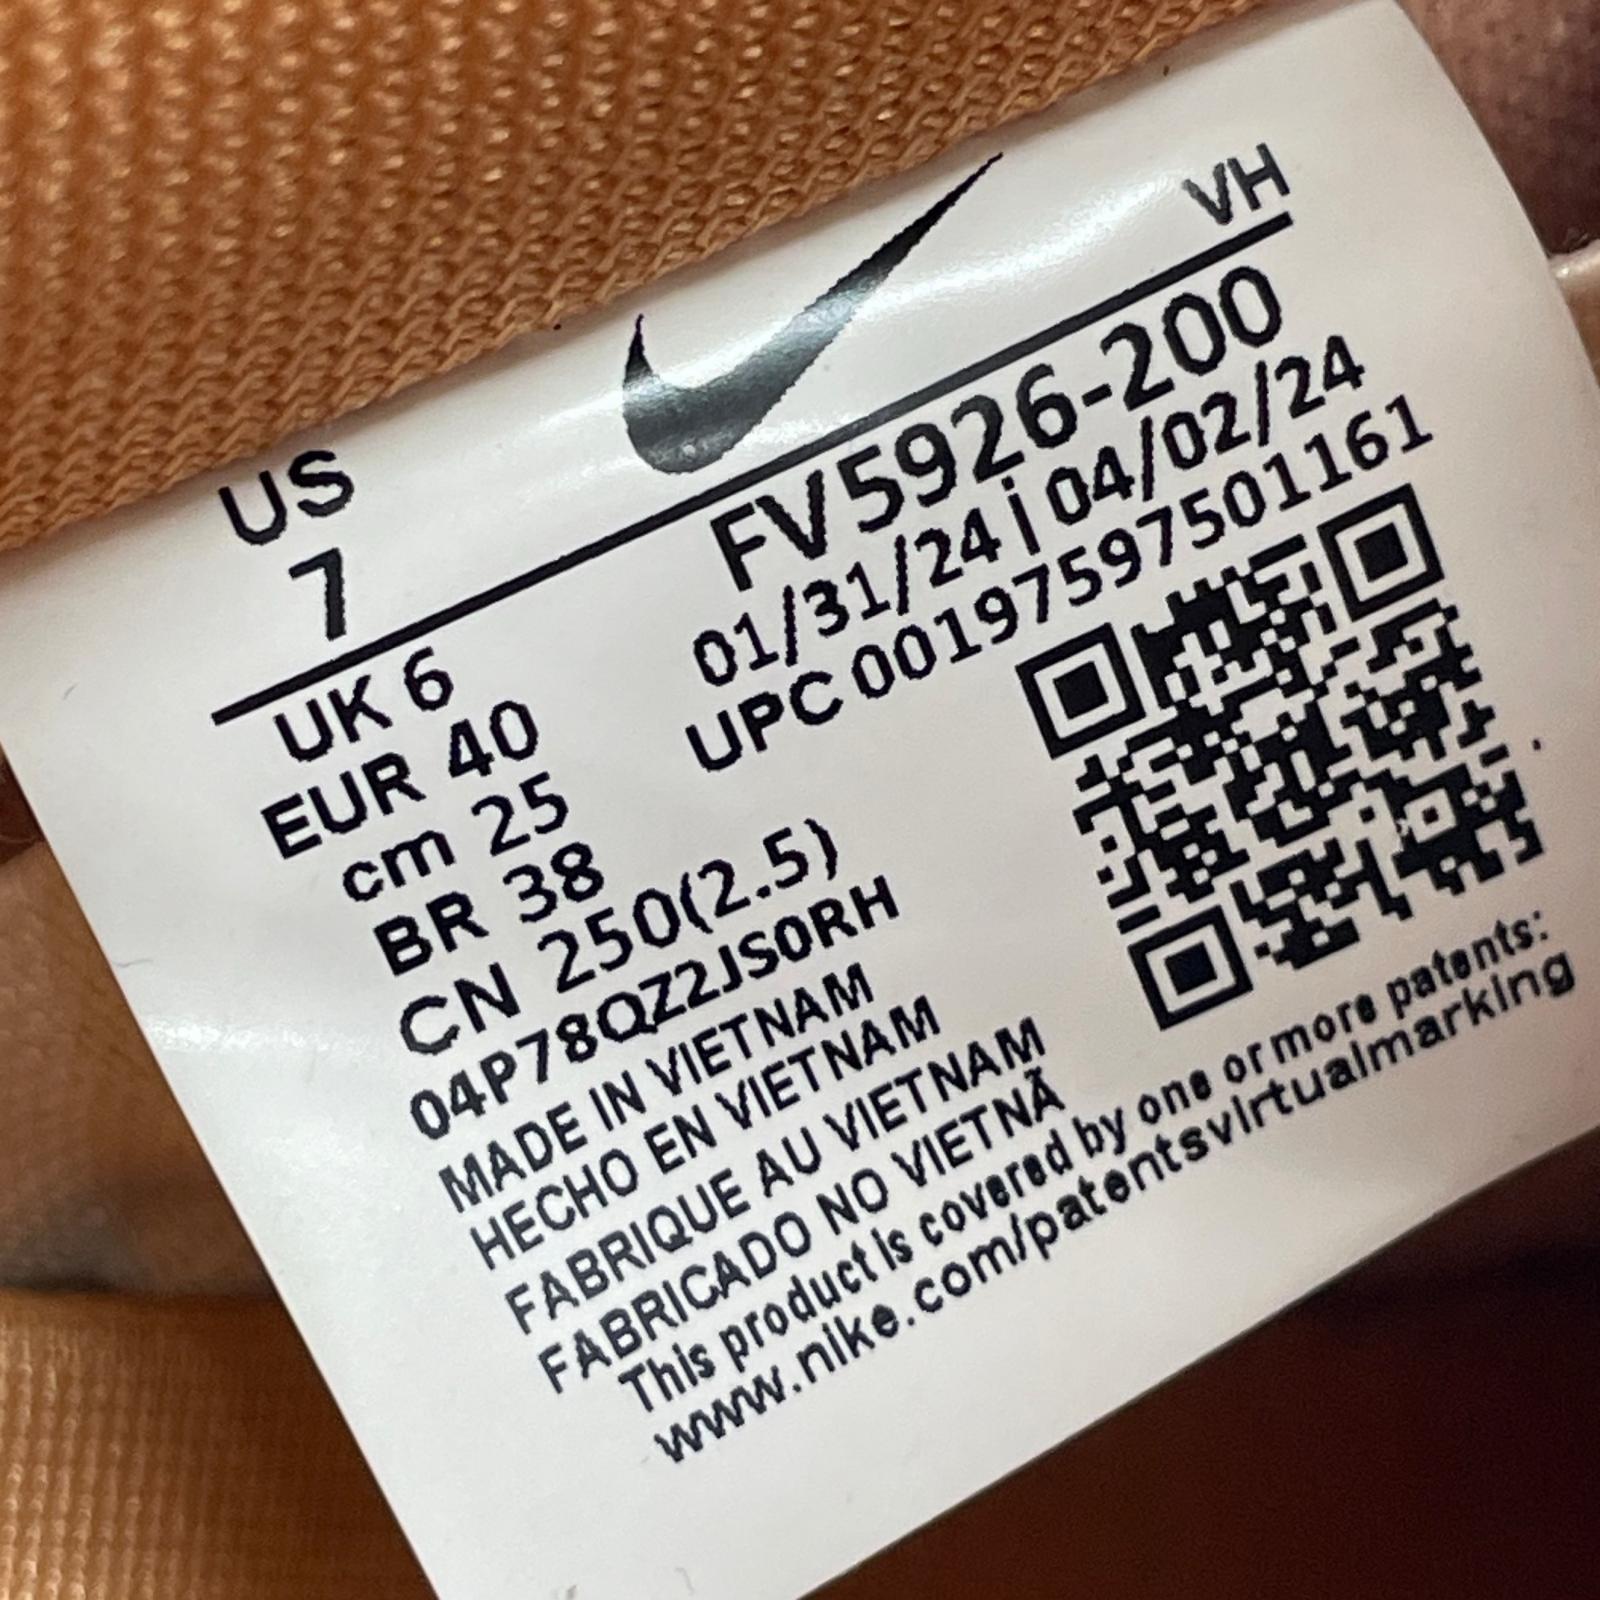 VH
US
7
FV5926-200
01/31/24 | 04/02/24
UPC 00197597501161
UK 6
EUR 40
cm 25
BR 38
CN 250(2.5)
04P78QZ2JS0RH
MADE IN VIETNAM
HECHO EN VIETNAM
FABRIQUE AU VIETNAM
FABRICADO NO VIETNÃ
This product is covered by one or more patents:
www.nike.com/patentsvirtualmarking